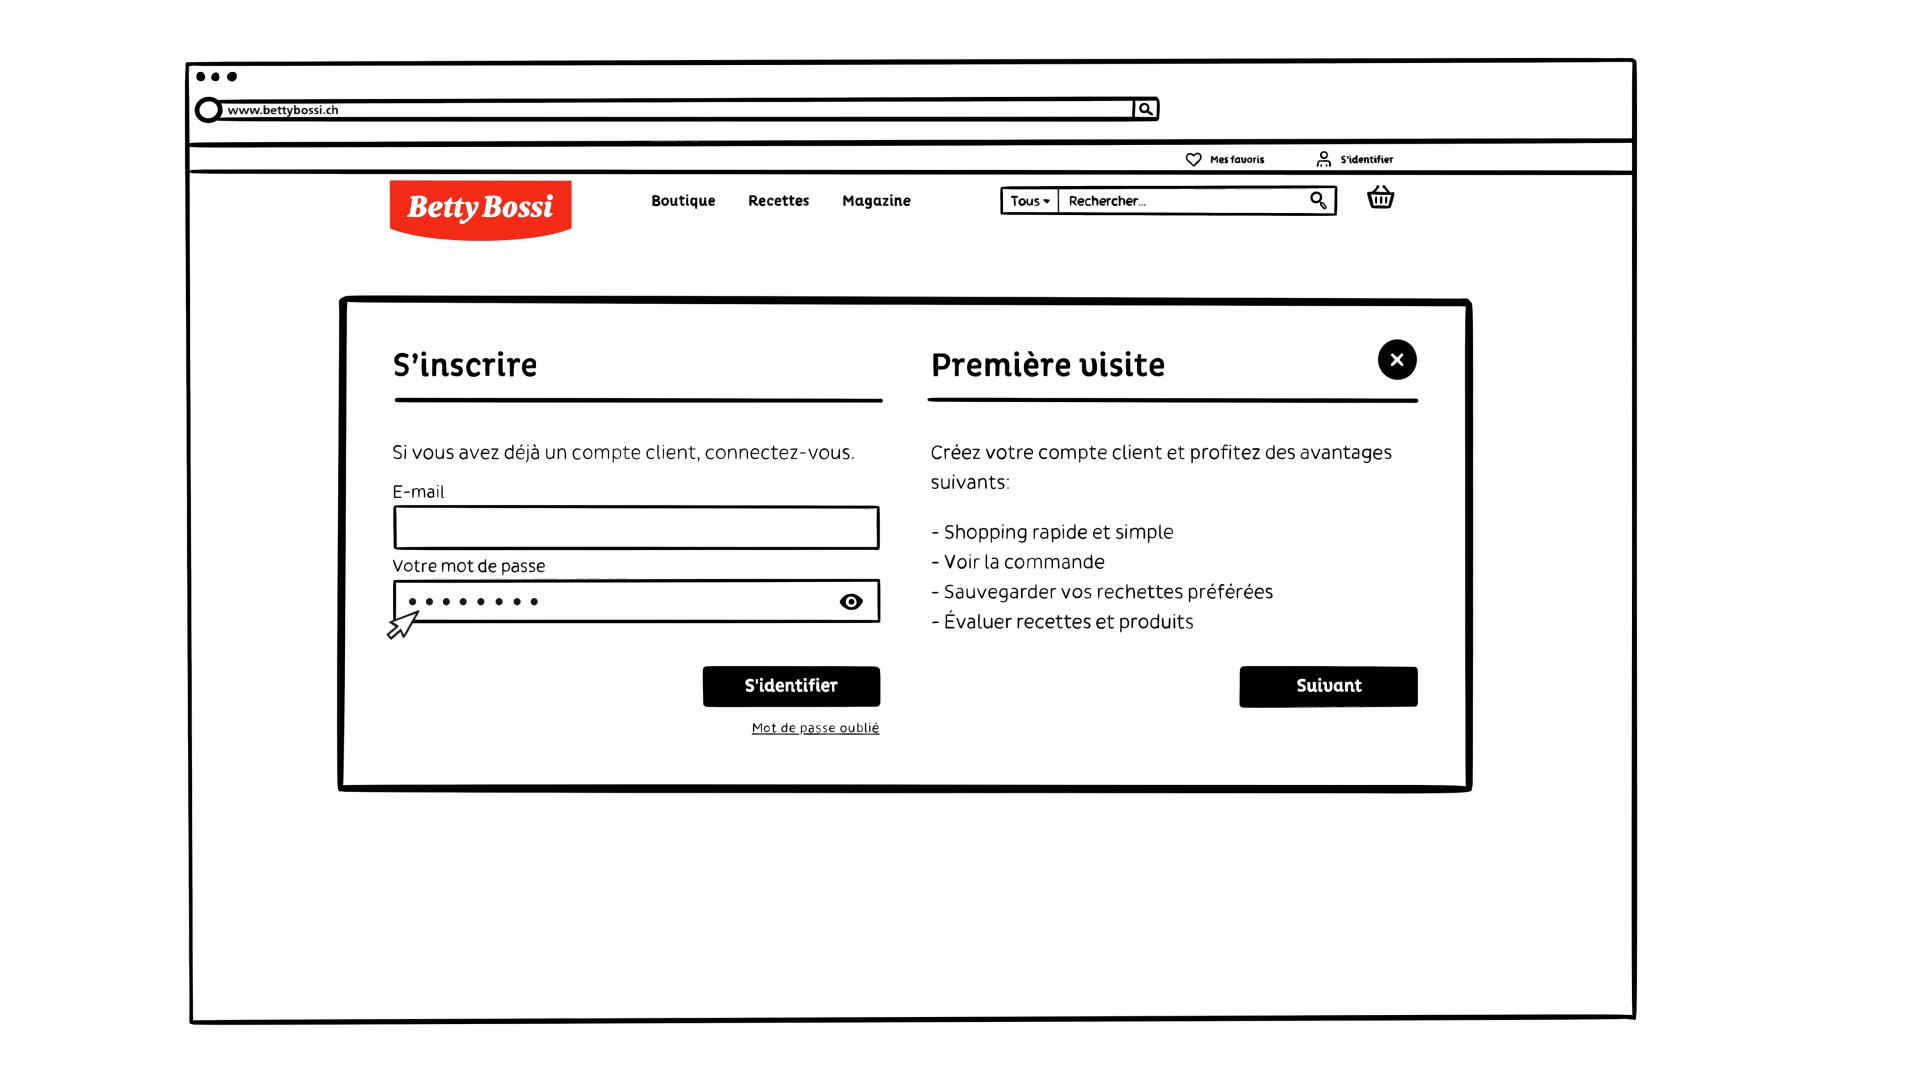 www.bettybossi.ch
Mes favoris S'identifier
Betty Bossi Boutique Recettes Magazine Tous Rechercher...
S'inscrire
Si vous avez déjà un compte client, connectez-vous.
E-mail
Votre mot de passe
S'identifier
Mot de passe oublié
Première visite
Créez votre compte client et profitez des avantages
suivants:
- Shopping rapide et simple
- Voir la commande
- Sauvegarder vos rechettes préférées
- Évaluer recettes et produits
Suivant